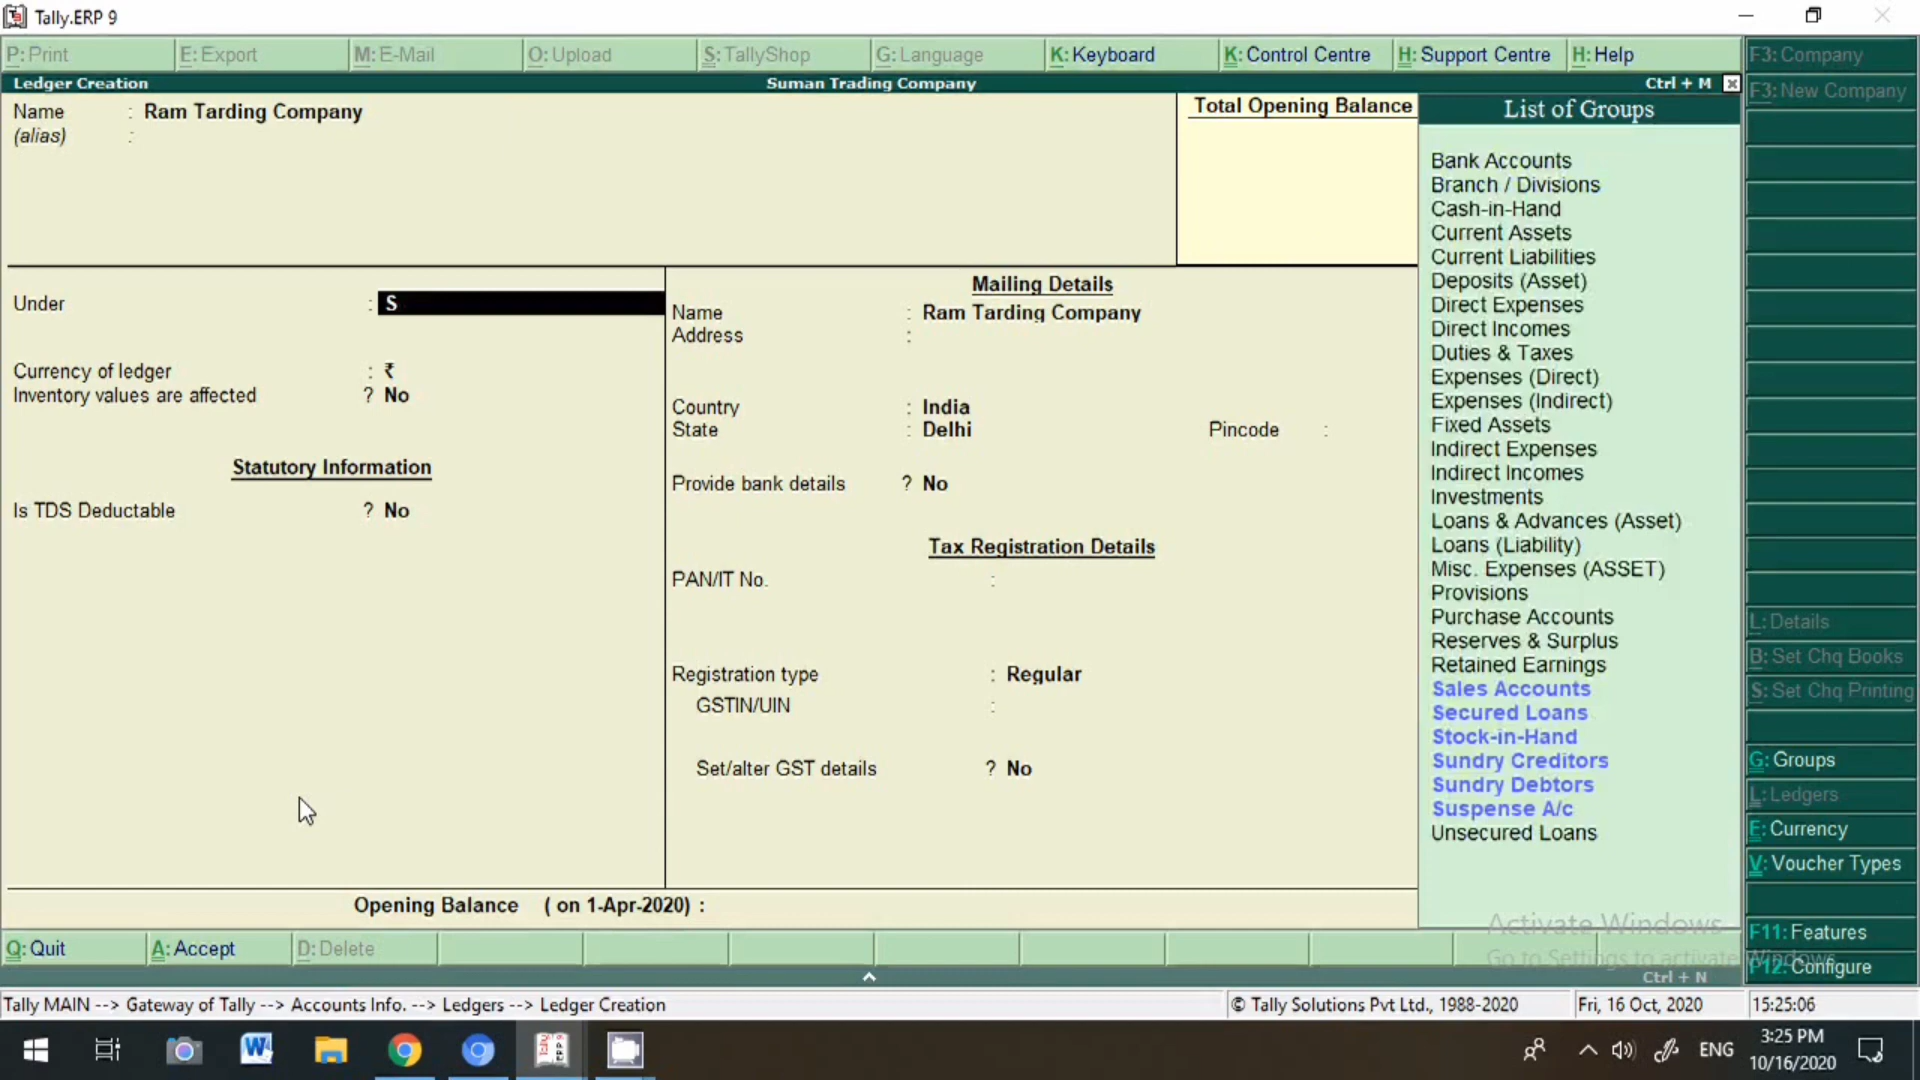 Tally.ERP 9
P: Print
E: Export
M: E-Mail
O: Upload
S: TallyShop
G: Language
K: Keyboard
K: Control Centre
H: Support Centre
H: Help
F3: Company
Ledger Creation
Suman Trading Company
Ctrl + M
F3: New Company
Name : Ram Tarding Company
(alias) :
Total Opening Balance
List of Groups
Bank Accounts
Branch / Divisions
Cash-in-Hand
Current Assets
Current Liabilities
Deposits (Asset)
Direct Expenses
Direct Incomes
Duties & Taxes
Expenses (Direct)
Expenses (Indirect)
Fixed Assets
Indirect Expenses
Indirect Incomes
Investments
Loans & Advances (Asset)
Loans (Liability)
Misc. Expenses (ASSET)
Provisions
Purchase Accounts
Reserves & Surplus
Retained Earnings
Sales Accounts
Secured Loans
Stock-in-Hand
Sundry Creditors
Sundry Debtors
Suspense A/c
Unsecured Loans
Under : S
Currency of ledger : ₹
Inventory values are affected ? No
Statutory Information
Is TDS Deductable ? No
Mailing Details
Name : Ram Tarding Company
Address :
Country : India
State : Delhi
Pincode :
Provide bank details ? No
Tax Registration Details
PAN/IT No. :
Registration type : Regular
GSTIN/UIN :
Set/alter GST details ? No
L: Details
B: Set Chq Books
S: Set Chq Printing
G: Groups
L: Ledgers
E: Currency
V: Voucher Types
F11: Features
F12: Configure
Opening Balance ( on 1-Apr-2020) :
Activate Windows
Go to Settings to activate Windows.
Q: Quit
A: Accept
D: Delete
Ctrl + N
Tally MAIN --> Gateway of Tally --> Accounts Info. --> Ledgers --> Ledger Creation
© Tally Solutions Pvt Ltd., 1988-2020
Fri, 16 Oct, 2020
15:25:06
ENG
3:25 PM
10/16/2020